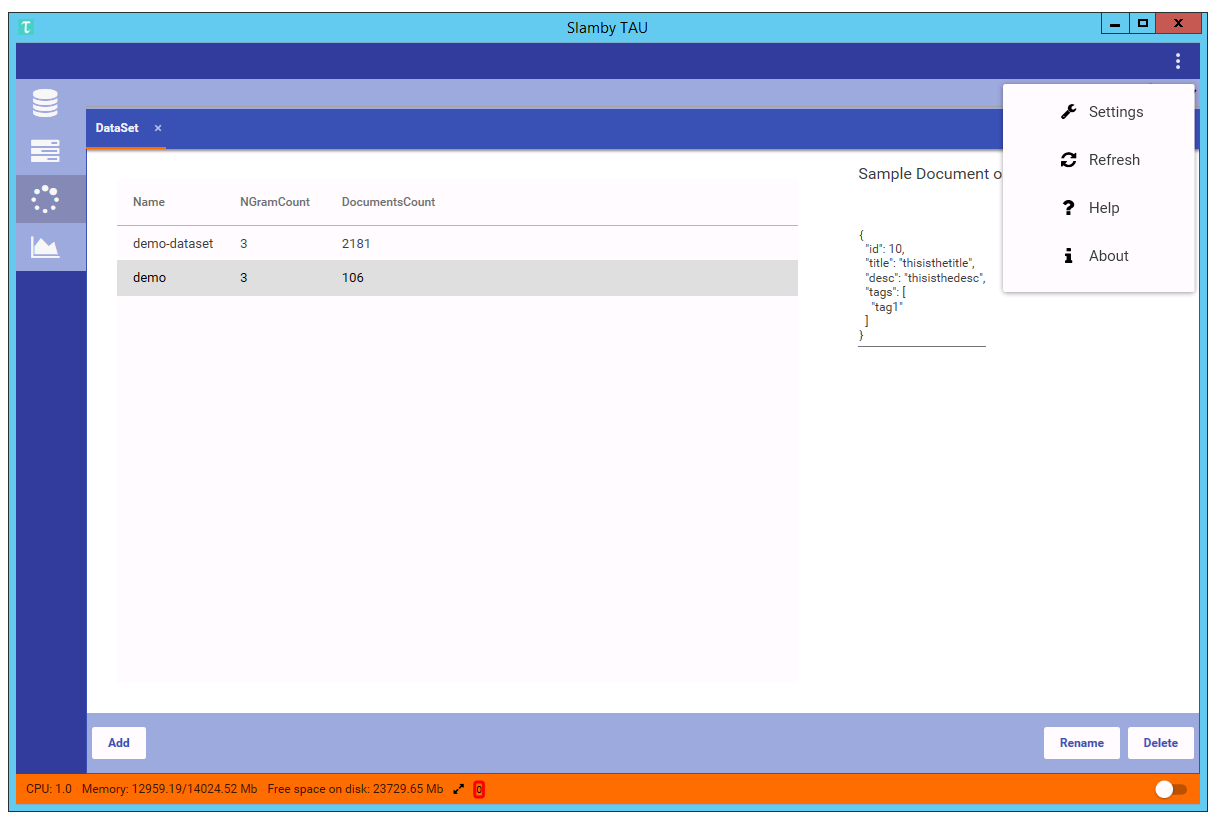 τ Slamby TAU
DataSet ×
Settings
Refresh
Help
About
Name NGramCount DocumentsCount
demo-dataset 3 2181
demo 3 106
Sample Document o
{
"id": 10,
"title": "thisisthetitle",
"desc": "thisisthedesc",
"tags": [
"tag1"
]
}
Add Rename Delete
CPU: 1.0 Memory: 12959.19/14024.52 Mb Free space on disk: 23729.65 Mb 0